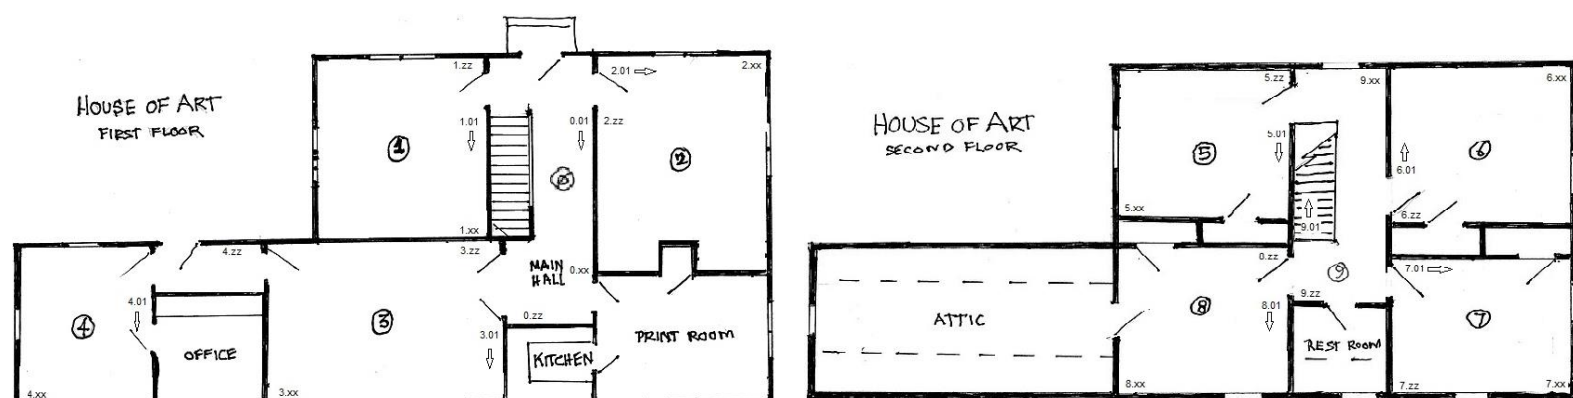 HOUSE OF ART
FIRST FLOOR
1.zz
2.01
2.xx
1
1.01
0.01
2.zz
2
0
1.xx
4.zz
3.zz
MAIN
HALL
0.xx
4.01
4
OFFICE
3
0.zz
3.01
KITCHEN
PRINT ROOM
4.xx
3.xx
HOUSE OF ART
SECOND FLOOR
5.zz
9.xx
6.xx
5
5.01
6
6.01
5.xx
9.01
6.zz
0.zz
9
7.01
ATTIC
8
9.zz
8.01
7
REST ROOM
8.xx
7.zz
7.xx